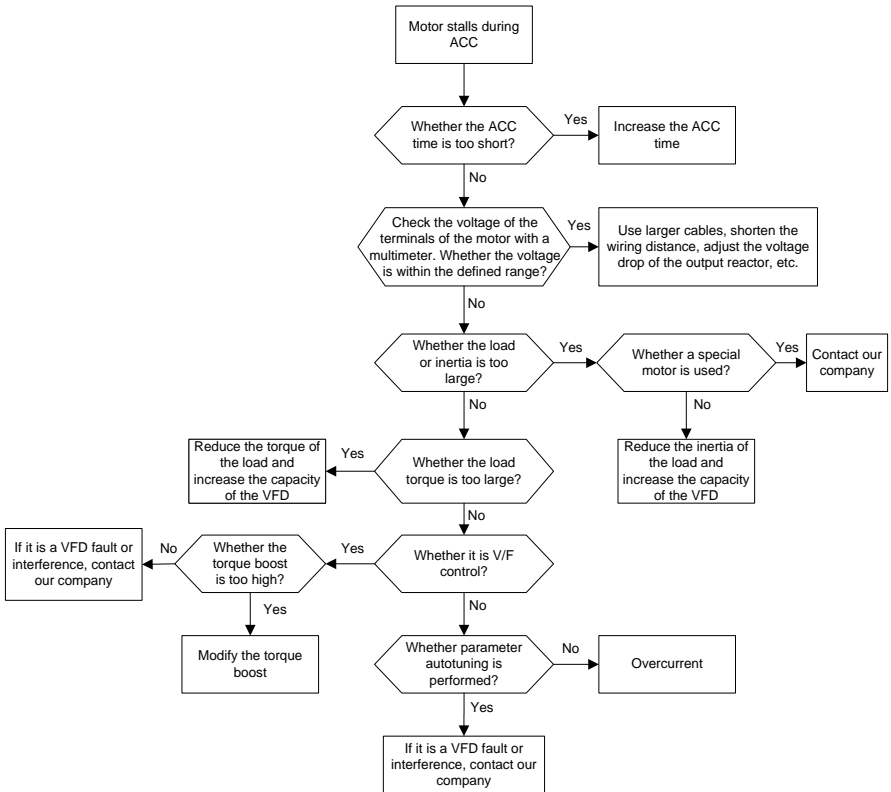 Motor stalls during
ACC
Whether the ACC
time is too short?
Yes
Increase the ACC
time
No
Check the voltage of the
terminals of the motor with a
multimeter. Whether the voltage
is within the defined range?
Yes
Use larger cables, shorten the
wiring distance, adjust the voltage
drop of the output reactor, etc.
No
Whether the load
or inertia is too
large?
Yes
Whether a special
motor is used?
Yes
Contact our
company
No
No
Reduce the torque of
the load and
increase the capacity
of the VFD
Yes
Whether the load
torque is too large?
Reduce the inertia of
the load and
increase the capacity
of the VFD
No
If it is a VFD fault or
interference, contact
our company
No
Whether the
torque boost
is too high?
Yes
Whether it is V/F
control?
Yes
No
Modify the torque
boost
Whether parameter
autotuning is
performed?
No
Overcurrent
Yes
If it is a VFD fault or
interference, contact our
company